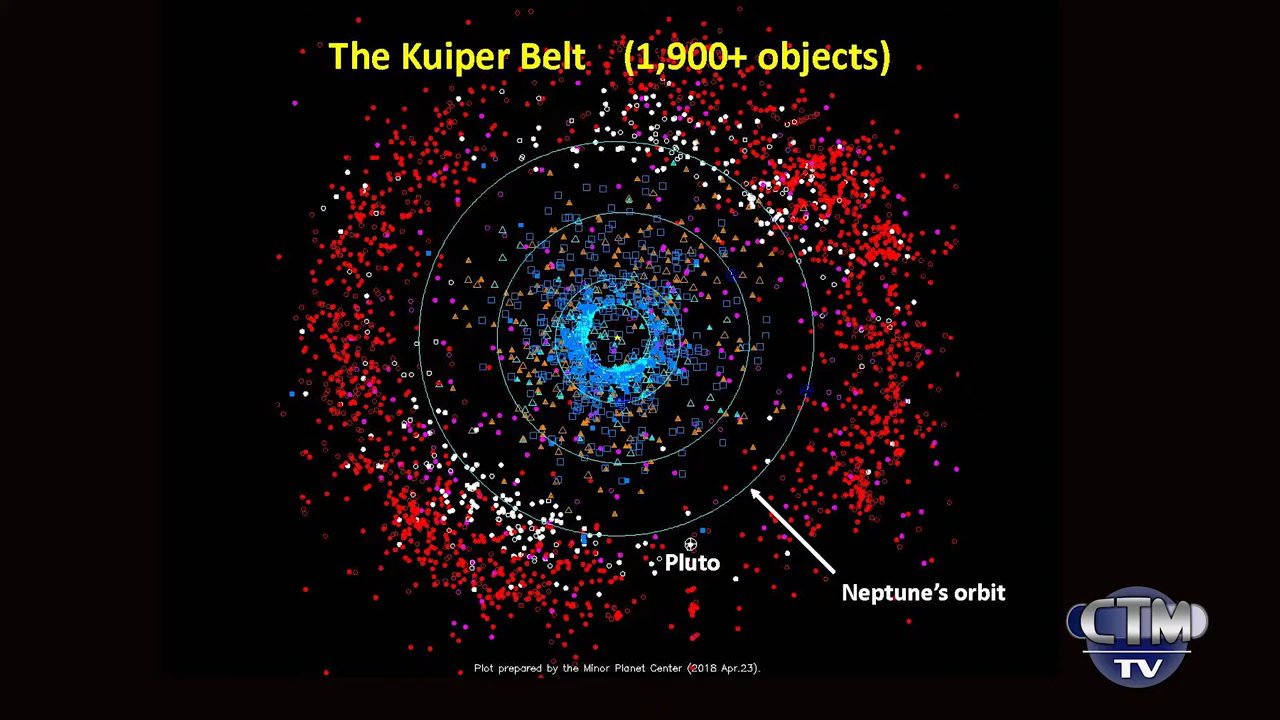 The Kuiper Belt (1,900+ objects)
Pluto
Neptune's orbit
CTM
TV
Plot prepared by the Minor Planet Center (2018 Apr.23).